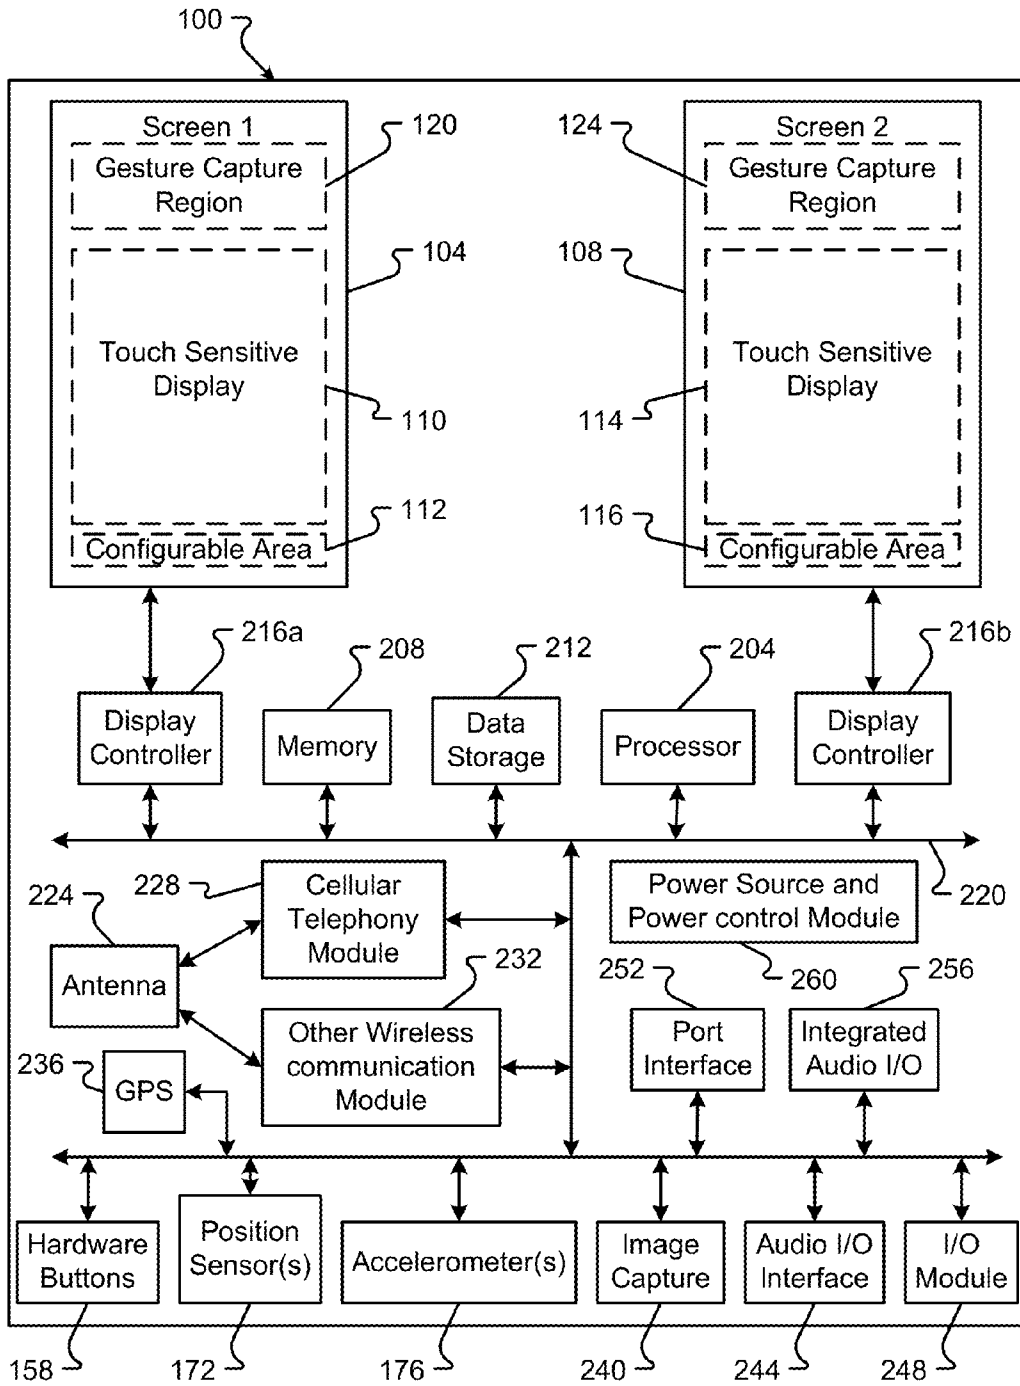 100
Screen 1
Gesture Capture
Region
120
104
Touch Sensitive
Display
110
112
Configurable Area
Screen 2
124
Gesture Capture
Region
108
Touch Sensitive
Display
114
116
Configurable Area
216a
208
212
204
216b
Display
Controller
Memory
Data
Storage
Processor
Display
Controller
220
228
Cellular
Telephony
Module
Power Source and
Power control Module
260
224
Antenna
232
Other Wireless
communication
Module
252
Port
Interface
256
Integrated
Audio I/O
236
GPS
Hardware
Buttons
Position
Sensor(s)
Accelerometer(s)
Image
Capture
Audio I/O
Interface
I/O
Module
158
172
176
240
244
248